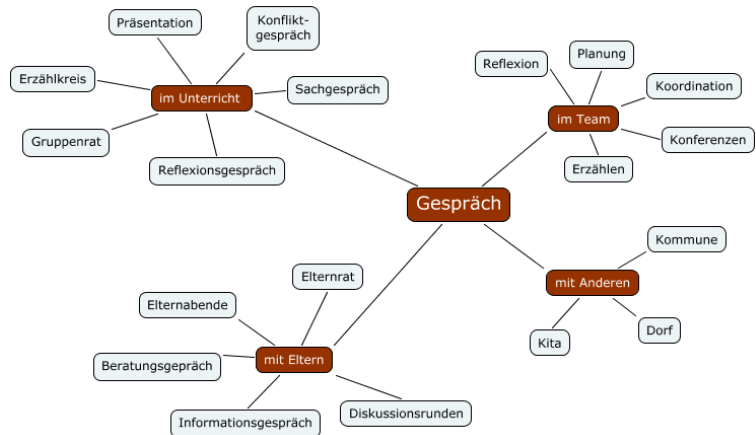 Präsentation
Konflikt-
gespräch
Erzählkreis
im Unterricht
Sachgespräch
Gruppenrat
Reflexionsgespräch
Reflexion
Planung
Koordination
im Team
Konferenzen
Erzählen
Gespräch
Kommune
mit Anderen
Kita
Dorf
Elternrat
Elternabende
mit Eltern
Beratungsgepräch
Informationsgespräch
Diskussionsrunden